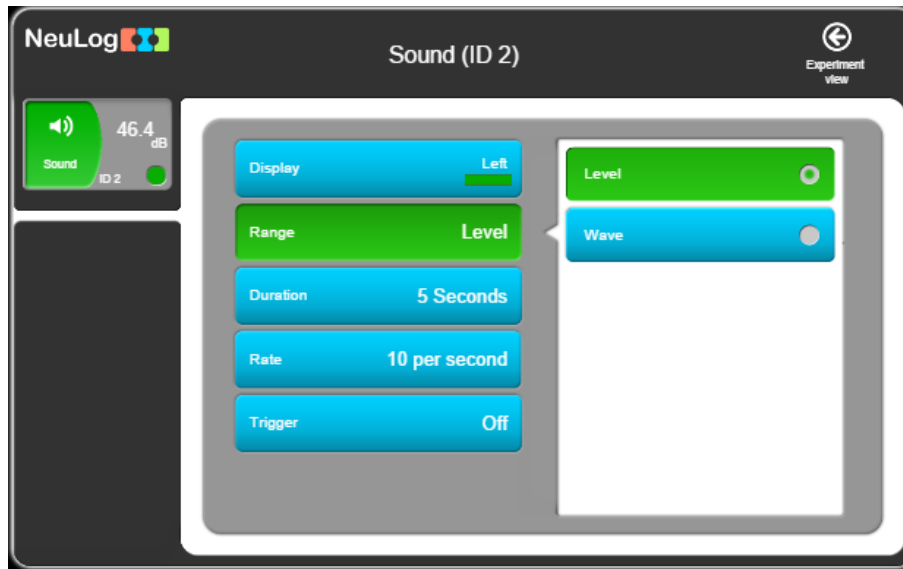 NeuLog
Sound (ID 2)
Experiment
view
46.4
dB
Sound
ID 2
Display
Left
Range
Level
Duration
5 Seconds
Rate
10 per second
Trigger
Off
Level
Wave